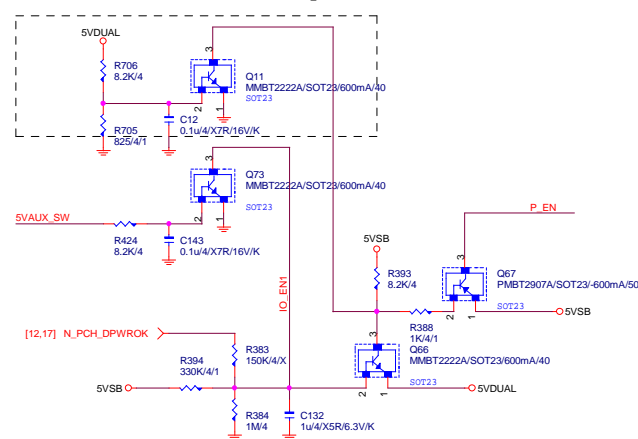 5VDUAL
R706
8.2K/4
3
Q11
MMBT2222A/SOT23/600mA/40
SOT23
2
1
R705
825/4/1
C12
0.1u/4/X7R/16V/K
3
Q73
MMBT2222A/SOT23/600mA/40
SOT23
2
1
5VAUX_SW
R424
8.2K/4
C143
0.1u/4/X7R/16V/K
P_EN
5VSB
R393
8.2K/4
3
Q67
PMBT2907A/SOT23/-600mA/50
SOT23
2
1
5VSB
IO_EN1
R388
1K/4/1
[12,17] N_PCH_DPWROK
R383
150K/4/X
3
Q66
MMBT2222A/SOT23/600mA/40
SOT23
2
1
5VDUAL
R394
330K/4/1
5VSB
R384
1M/4
C132
1u/4/X5R/6.3V/K